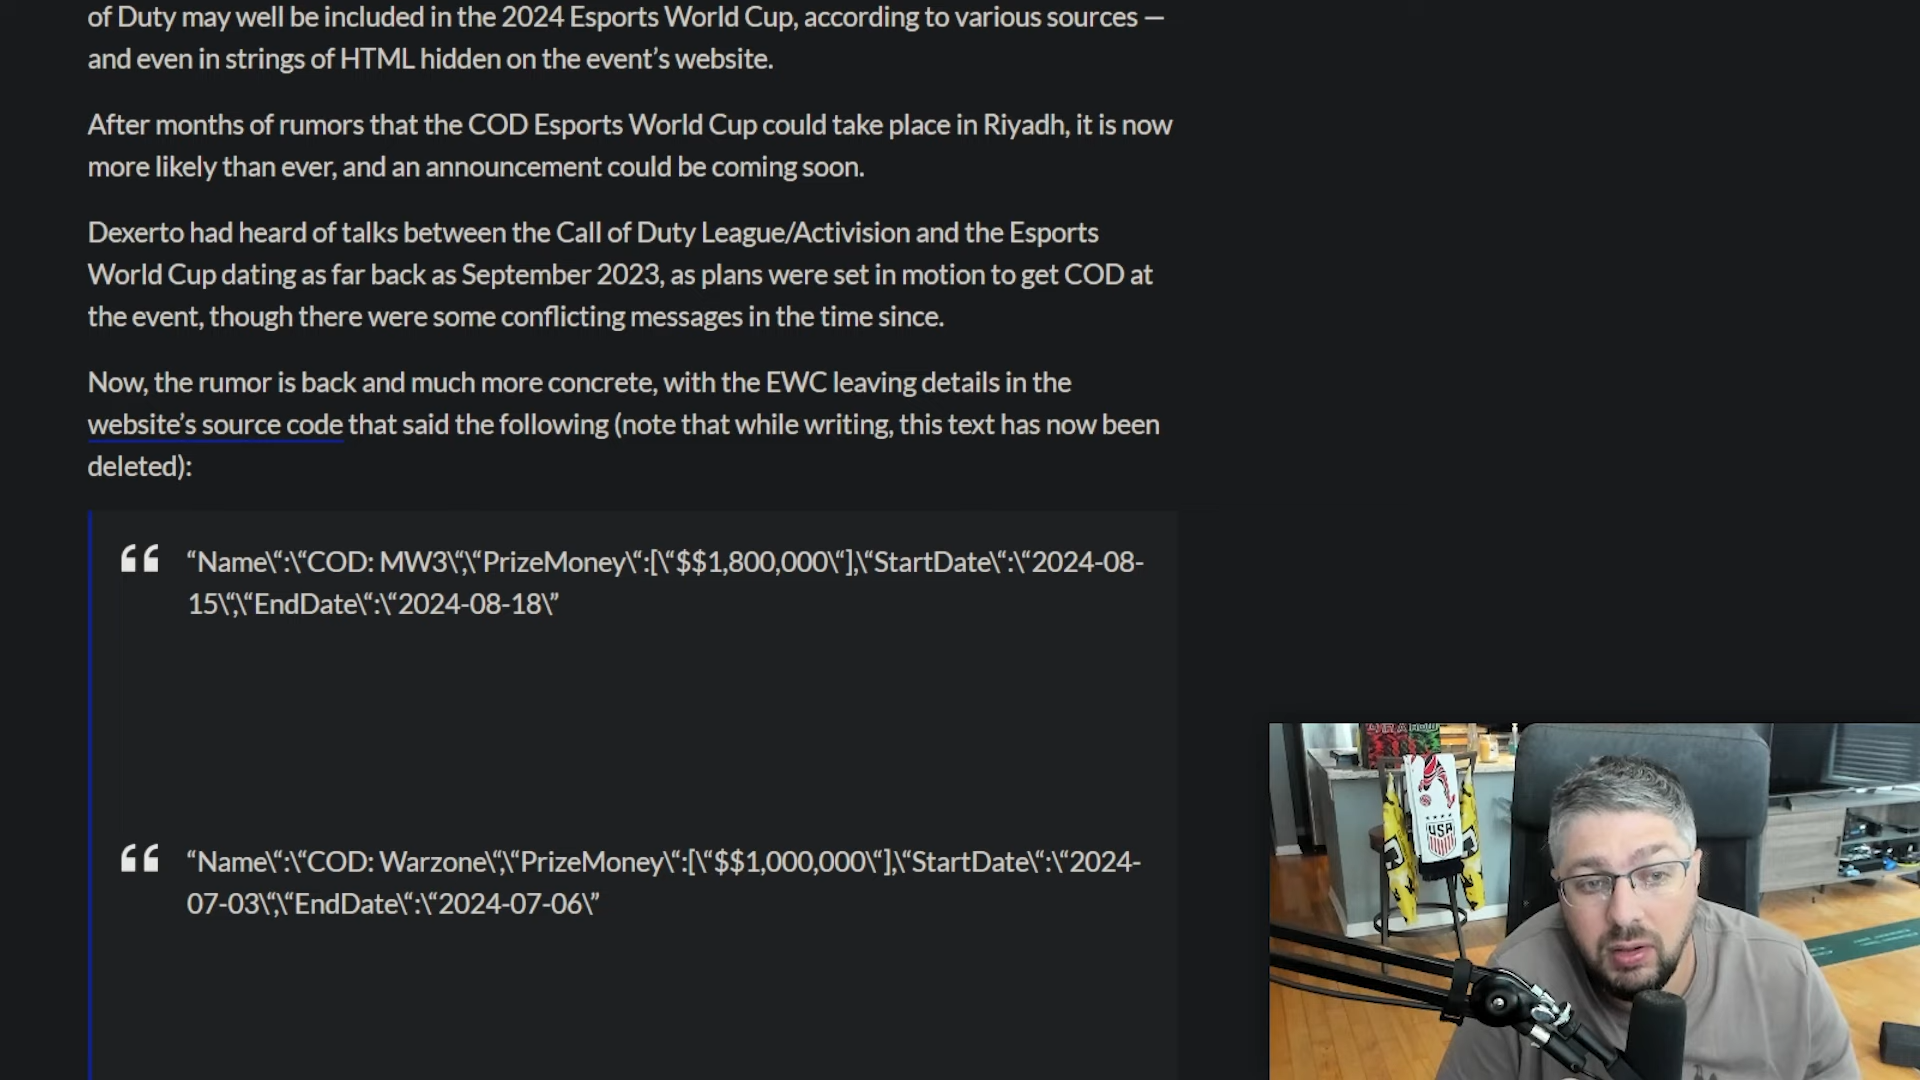 of Duty may well be included in the 2024 Esports World Cup, according to various sources —
and even in strings of HTML hidden on the event’s website.
After months of rumors that the COD Esports World Cup could take place in Riyadh, it is now
more likely than ever, and an announcement could be coming soon.
Dexerto had heard of talks between the Call of Duty League/Activision and the Esports
World Cup dating as far back as September 2023, as plans were set in motion to get COD at
the event, though there were some conflicting messages in the time since.
Now, the rumor is back and much more concrete, with the EWC leaving details in the
website’s source code that said the following (note that while writing, this text has now been
deleted):
“Name\“:\“COD: MW3\“,\“PrizeMoney\“:[\“$$1,800,000\“],\“StartDate\“:\“2024-08-
15\“,\“EndDate\“:\“2024-08-18\”
“Name\“:\“COD: Warzone\“,\“PrizeMoney\“:[\“$$1,000,000\“],\“StartDate\“:\“2024-
07-03\“,\“EndDate\“:\“2024-07-06\”
USA